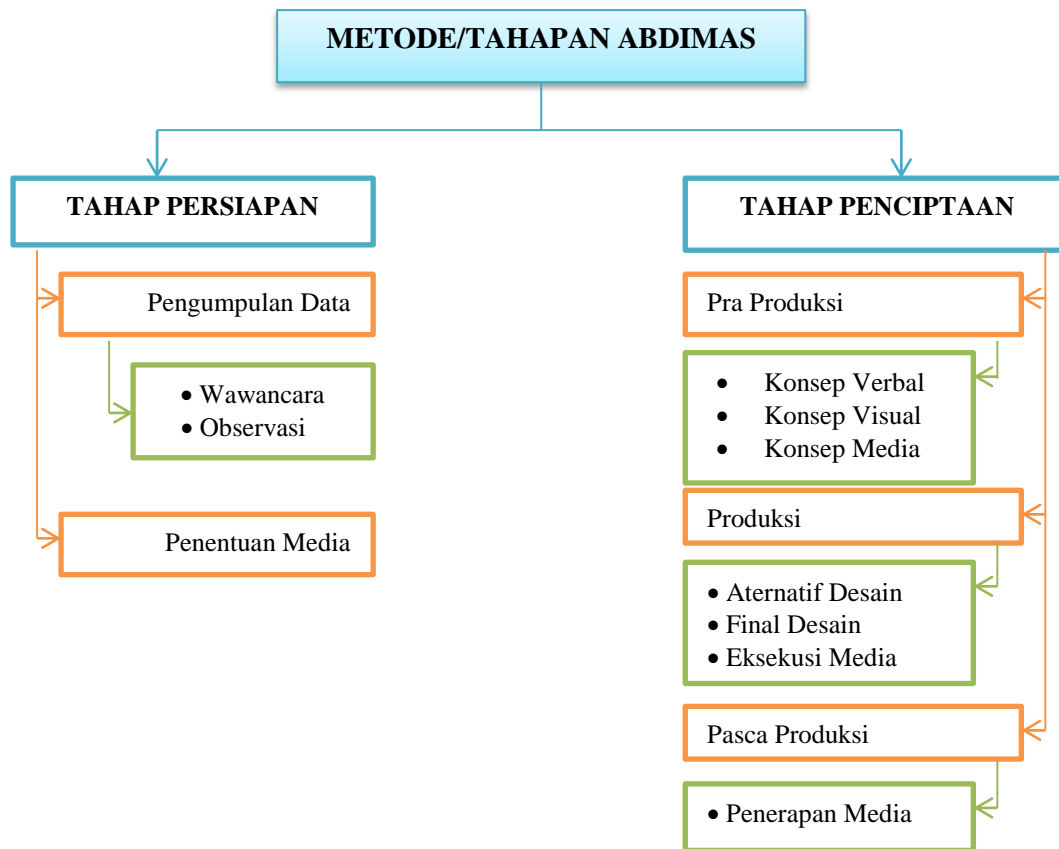 METODE/TAHAPAN ABDIMAS
TAHAP PERSIAPAN
Pengumpulan Data
• Wawancara
• Observasi
Penentuan Media
TAHAP PENCIPTAAN
Pra Produksi
• Konsep Verbal
• Konsep Visual
• Konsep Media
Produksi
• Aternatif Desain
• Final Desain
• Eksekusi Media
Pasca Produksi
• Penerapan Media